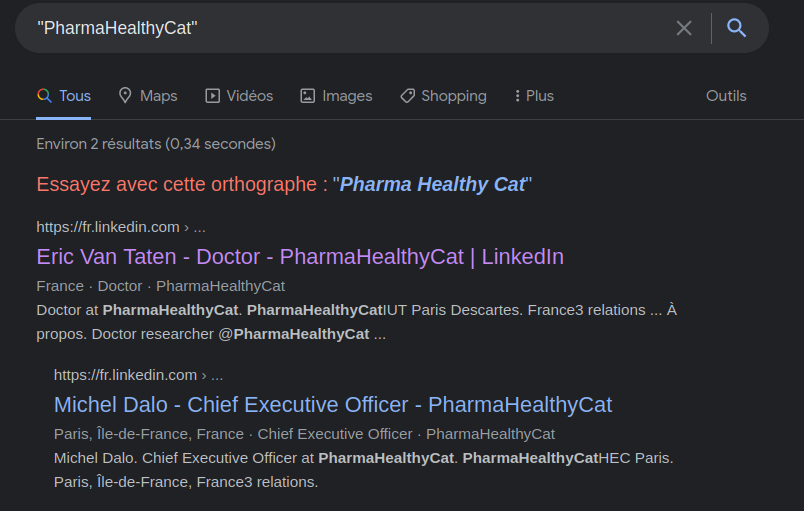 "PharmaHealthyCat"
Tous Maps Vidéos Images Shopping Plus Outils
Environ 2 résultats (0,34 secondes)
Essayez avec cette orthographe : "Pharma Healthy Cat"
https://fr.linkedin.com › ...
Eric Van Taten - Doctor - PharmaHealthyCat | LinkedIn
France · Doctor · PharmaHealthyCat
Doctor at PharmaHealthyCat. PharmaHealthyCatIUT Paris Descartes. France3 relations ... À
propos. Doctor researcher @PharmaHealthyCat ...
https://fr.linkedin.com › ...
Michel Dalo - Chief Executive Officer - PharmaHealthyCat
Paris, Île-de-France, France · Chief Executive Officer · PharmaHealthyCat
Michel Dalo. Chief Executive Officer at PharmaHealthyCat. PharmaHealthyCatHEC Paris.
Paris, Île-de-France, France3 relations.